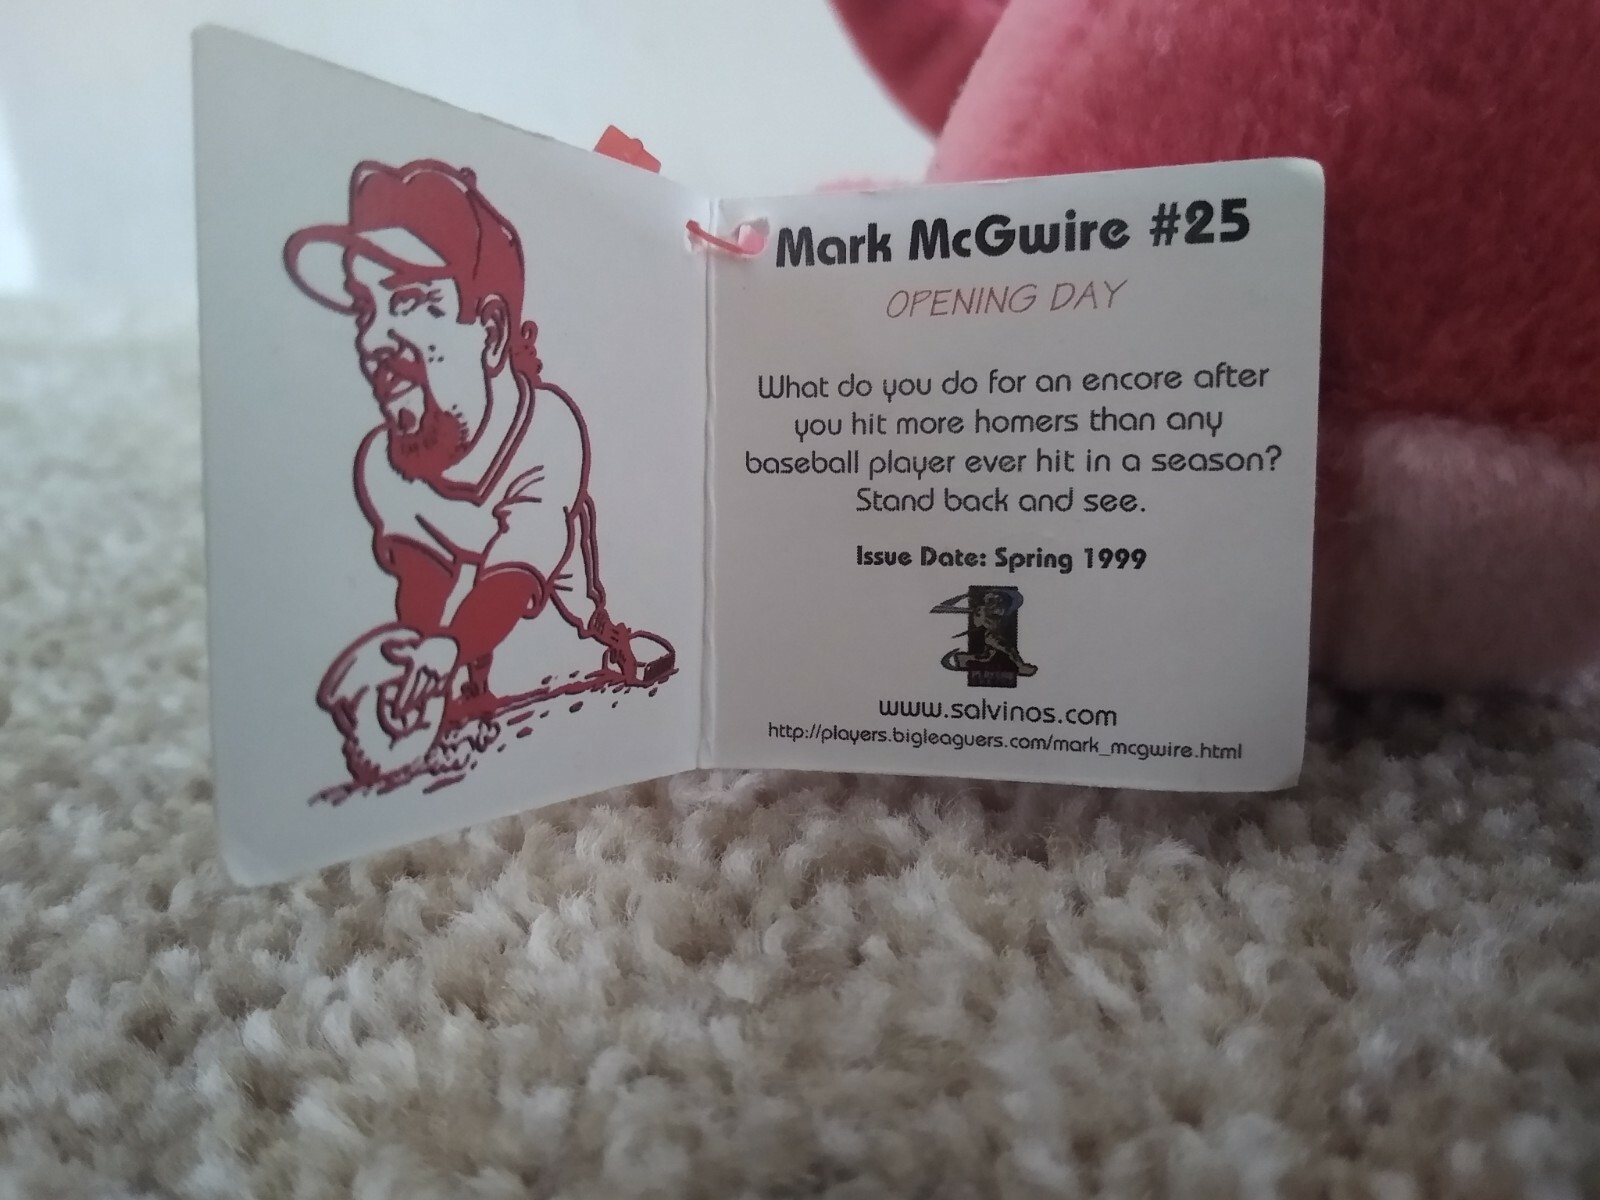 Mark McGwire #25
OPENING DAY
What do you do for an encore after
you hit more homers than any
baseball player ever hit in a season?
Stand back and see.
Issue Date: Spring 1999
www.salvinos.com
http://players.bigleaguers.com/mark_mcgwire.html